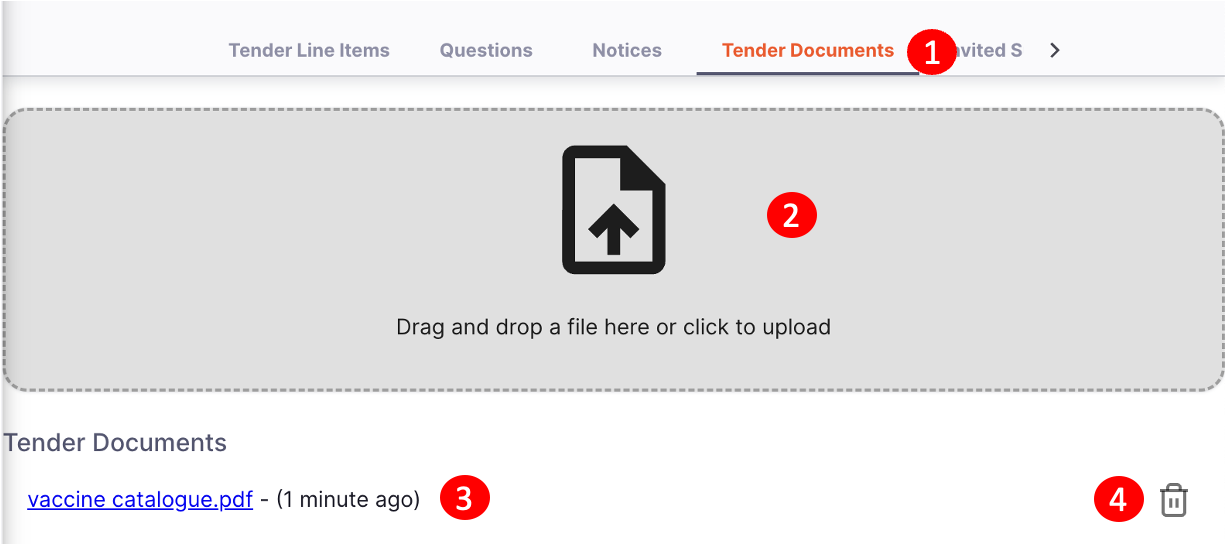 Tender Line Items Questions Notices Tender Documents 1 nvited S
2
Drag and drop a file here or click to upload
Tender Documents
vaccine catalogue.pdf - (1 minute ago) 3 4